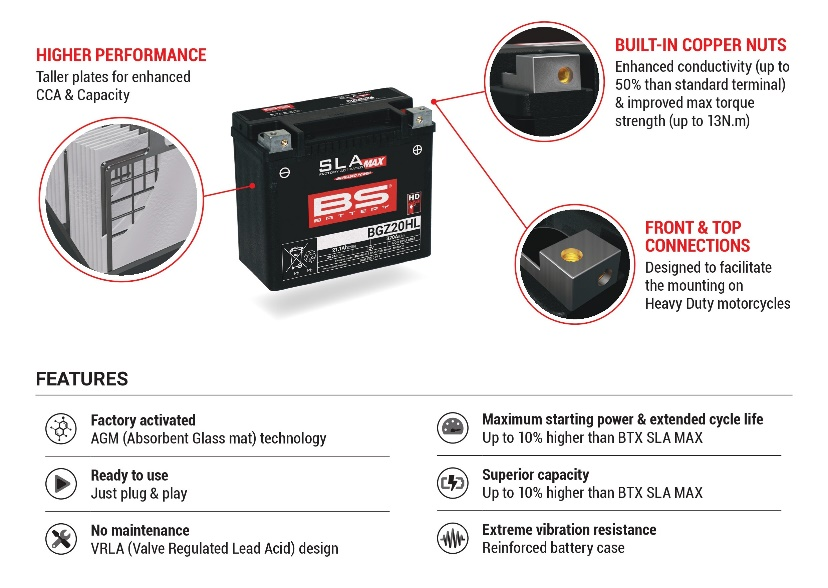 HIGHER PERFORMANCE
Taller plates for enhanced
CCA & Capacity
BUILT-IN COPPER NUTS
Enhanced conductivity (up to
50% than standard terminal)
& improved max torque
strength (up to 13N.m)
BS
SLA MAX
BS
BATTERY
HD
BGZ20HL
FRONT & TOP
CONNECTIONS
Designed to facilitate
the mounting on
Heavy Duty motorcycles
FEATURES
Factory activated
AGM (Absorbent Glass mat) technology
Ready to use
Just plug & play
No maintenance
VRLA (Valve Regulated Lead Acid) design
Maximum starting power & extended cycle life
Up to 10% higher than BTX SLA MAX
Superior capacity
Up to 10% higher than BTX SLA MAX
Extreme vibration resistance
Reinforced battery case